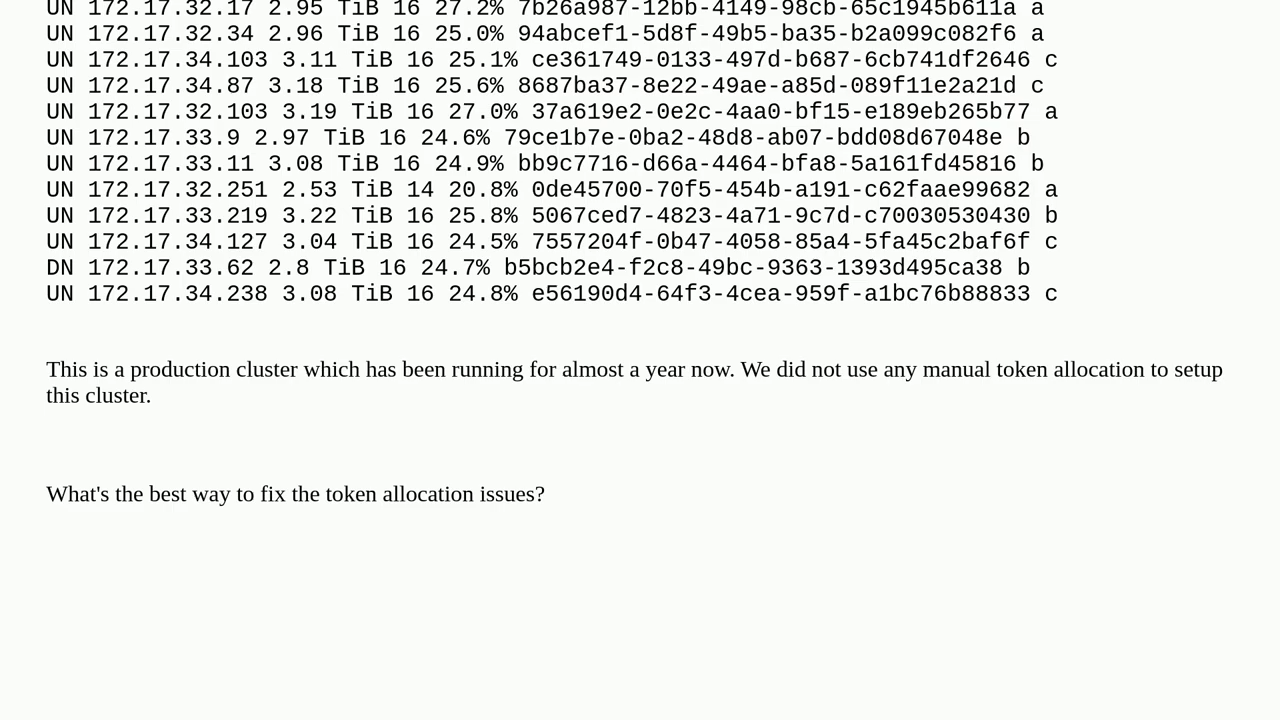 UN 172.17.32.17 2.95 TiB 16 27.2% 7b26a987-12bb-4149-98cb-65c1945b611a a
UN 172.17.32.34 2.96 TiB 16 25.0% 94abcef1-5d8f-49b5-ba35-b2a099c082f6 a
UN 172.17.34.103 3.11 TiB 16 25.1% ce361749-0133-497d-b687-6cb741df2646 c
UN 172.17.34.87 3.18 TiB 16 25.6% 8687ba37-8e22-49ae-a85d-089f11e2a21d c
UN 172.17.32.103 3.19 TiB 16 27.0% 37a619e2-0e2c-4aa0-bf15-e189eb265b77 a
UN 172.17.33.9 2.97 TiB 16 24.6% 79ce1b7e-0ba2-48d8-ab07-bdd08d67048e b
UN 172.17.33.11 3.08 TiB 16 24.9% bb9c7716-d66a-4464-bfa8-5a161fd45816 b
UN 172.17.32.251 2.53 TiB 14 20.8% 0de45700-70f5-454b-a191-c62faae99682 a
UN 172.17.33.219 3.22 TiB 16 25.8% 5067ced7-4823-4a71-9c7d-c70030530430 b
UN 172.17.34.127 3.04 TiB 16 24.5% 7557204f-0b47-4058-85a4-5fa45c2baf6f c
DN 172.17.33.62 2.8 TiB 16 24.7% b5bcb2e4-f2c8-49bc-9363-1393d495ca38 b
UN 172.17.34.238 3.08 TiB 16 24.8% e56190d4-64f3-4cea-959f-a1bc76b88833 c
This is a production cluster which has been running for almost a year now. We did not use any manual token allocation to setup
this cluster.
What's the best way to fix the token allocation issues?